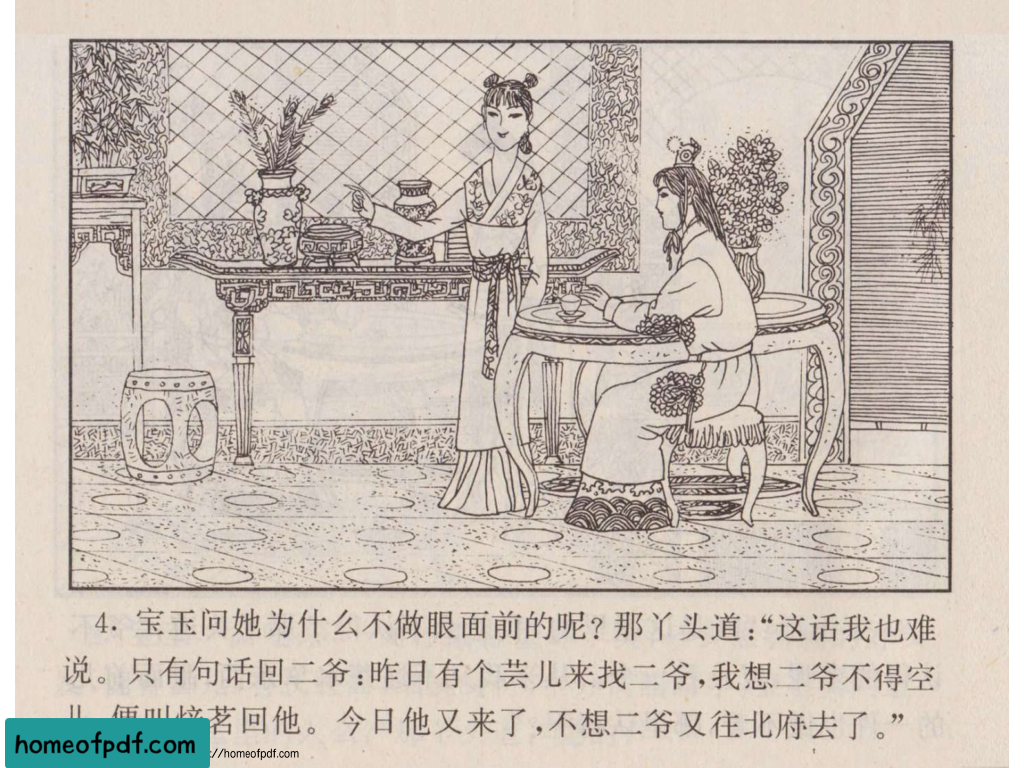 4. 宝玉问她为什么不做眼面前的呢?那丫头道:“这话我也难
说。只有句话回二爷:昨日有个芸儿来找二爷,我想二爷不得空
便叫焙茗回他。今日他又来了,不想二爷又往北府去了。”
homeofpdf.com
://homeofpdf.com